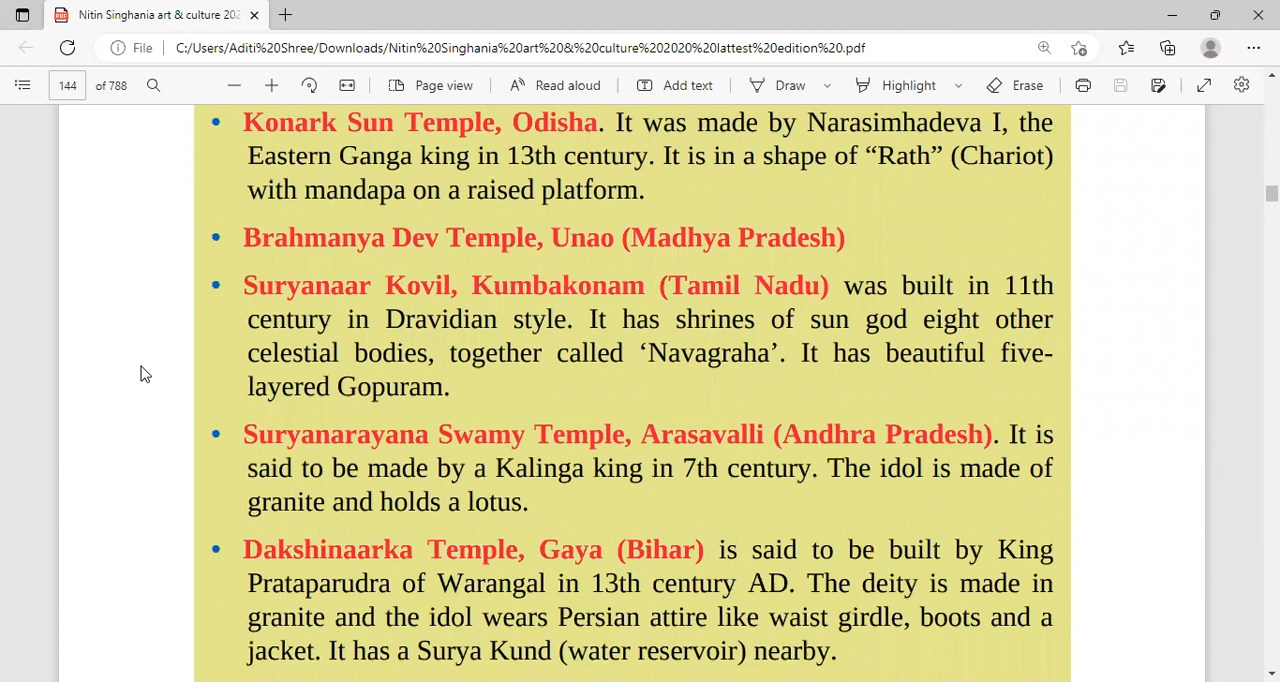 Nitin Singhania art & culture 202
File
C:/Users/Aditi%20Shree/Downloads/Nitin%20Singhania%20art%20&%20culture%202020%20lattest%20edition%20.pdf
144 of 788
Page view
Read aloud
Add text
Draw
Highlight
Erase
• Konark Sun Temple, Odisha. It was made by Narasimhadeva I, the
Eastern Ganga king in 13th century. It is in a shape of “Rath” (Chariot)
with mandapa on a raised platform.
• Brahmanya Dev Temple, Unao (Madhya Pradesh)
• Suryanaar Kovil, Kumbakonam (Tamil Nadu) was built in 11th
century in Dravidian style. It has shrines of sun god eight other
celestial bodies, together called ‘Navagraha’. It has beautiful five-
layered Gopuram.
• Suryanarayana Swamy Temple, Arasavalli (Andhra Pradesh). It is
said to be made by a Kalinga king in 7th century. The idol is made of
granite and holds a lotus.
• Dakshinaarka Temple, Gaya (Bihar) is said to be built by King
Prataparudra of Warangal in 13th century AD. The deity is made in
granite and the idol wears Persian attire like waist girdle, boots and a
jacket. It has a Surya Kund (water reservoir) nearby.